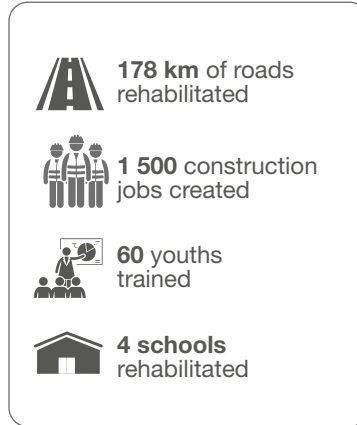 178 km of roads
rehabilitated
1 500 construction
jobs created
60 youths
trained
4 schools
rehabilitated